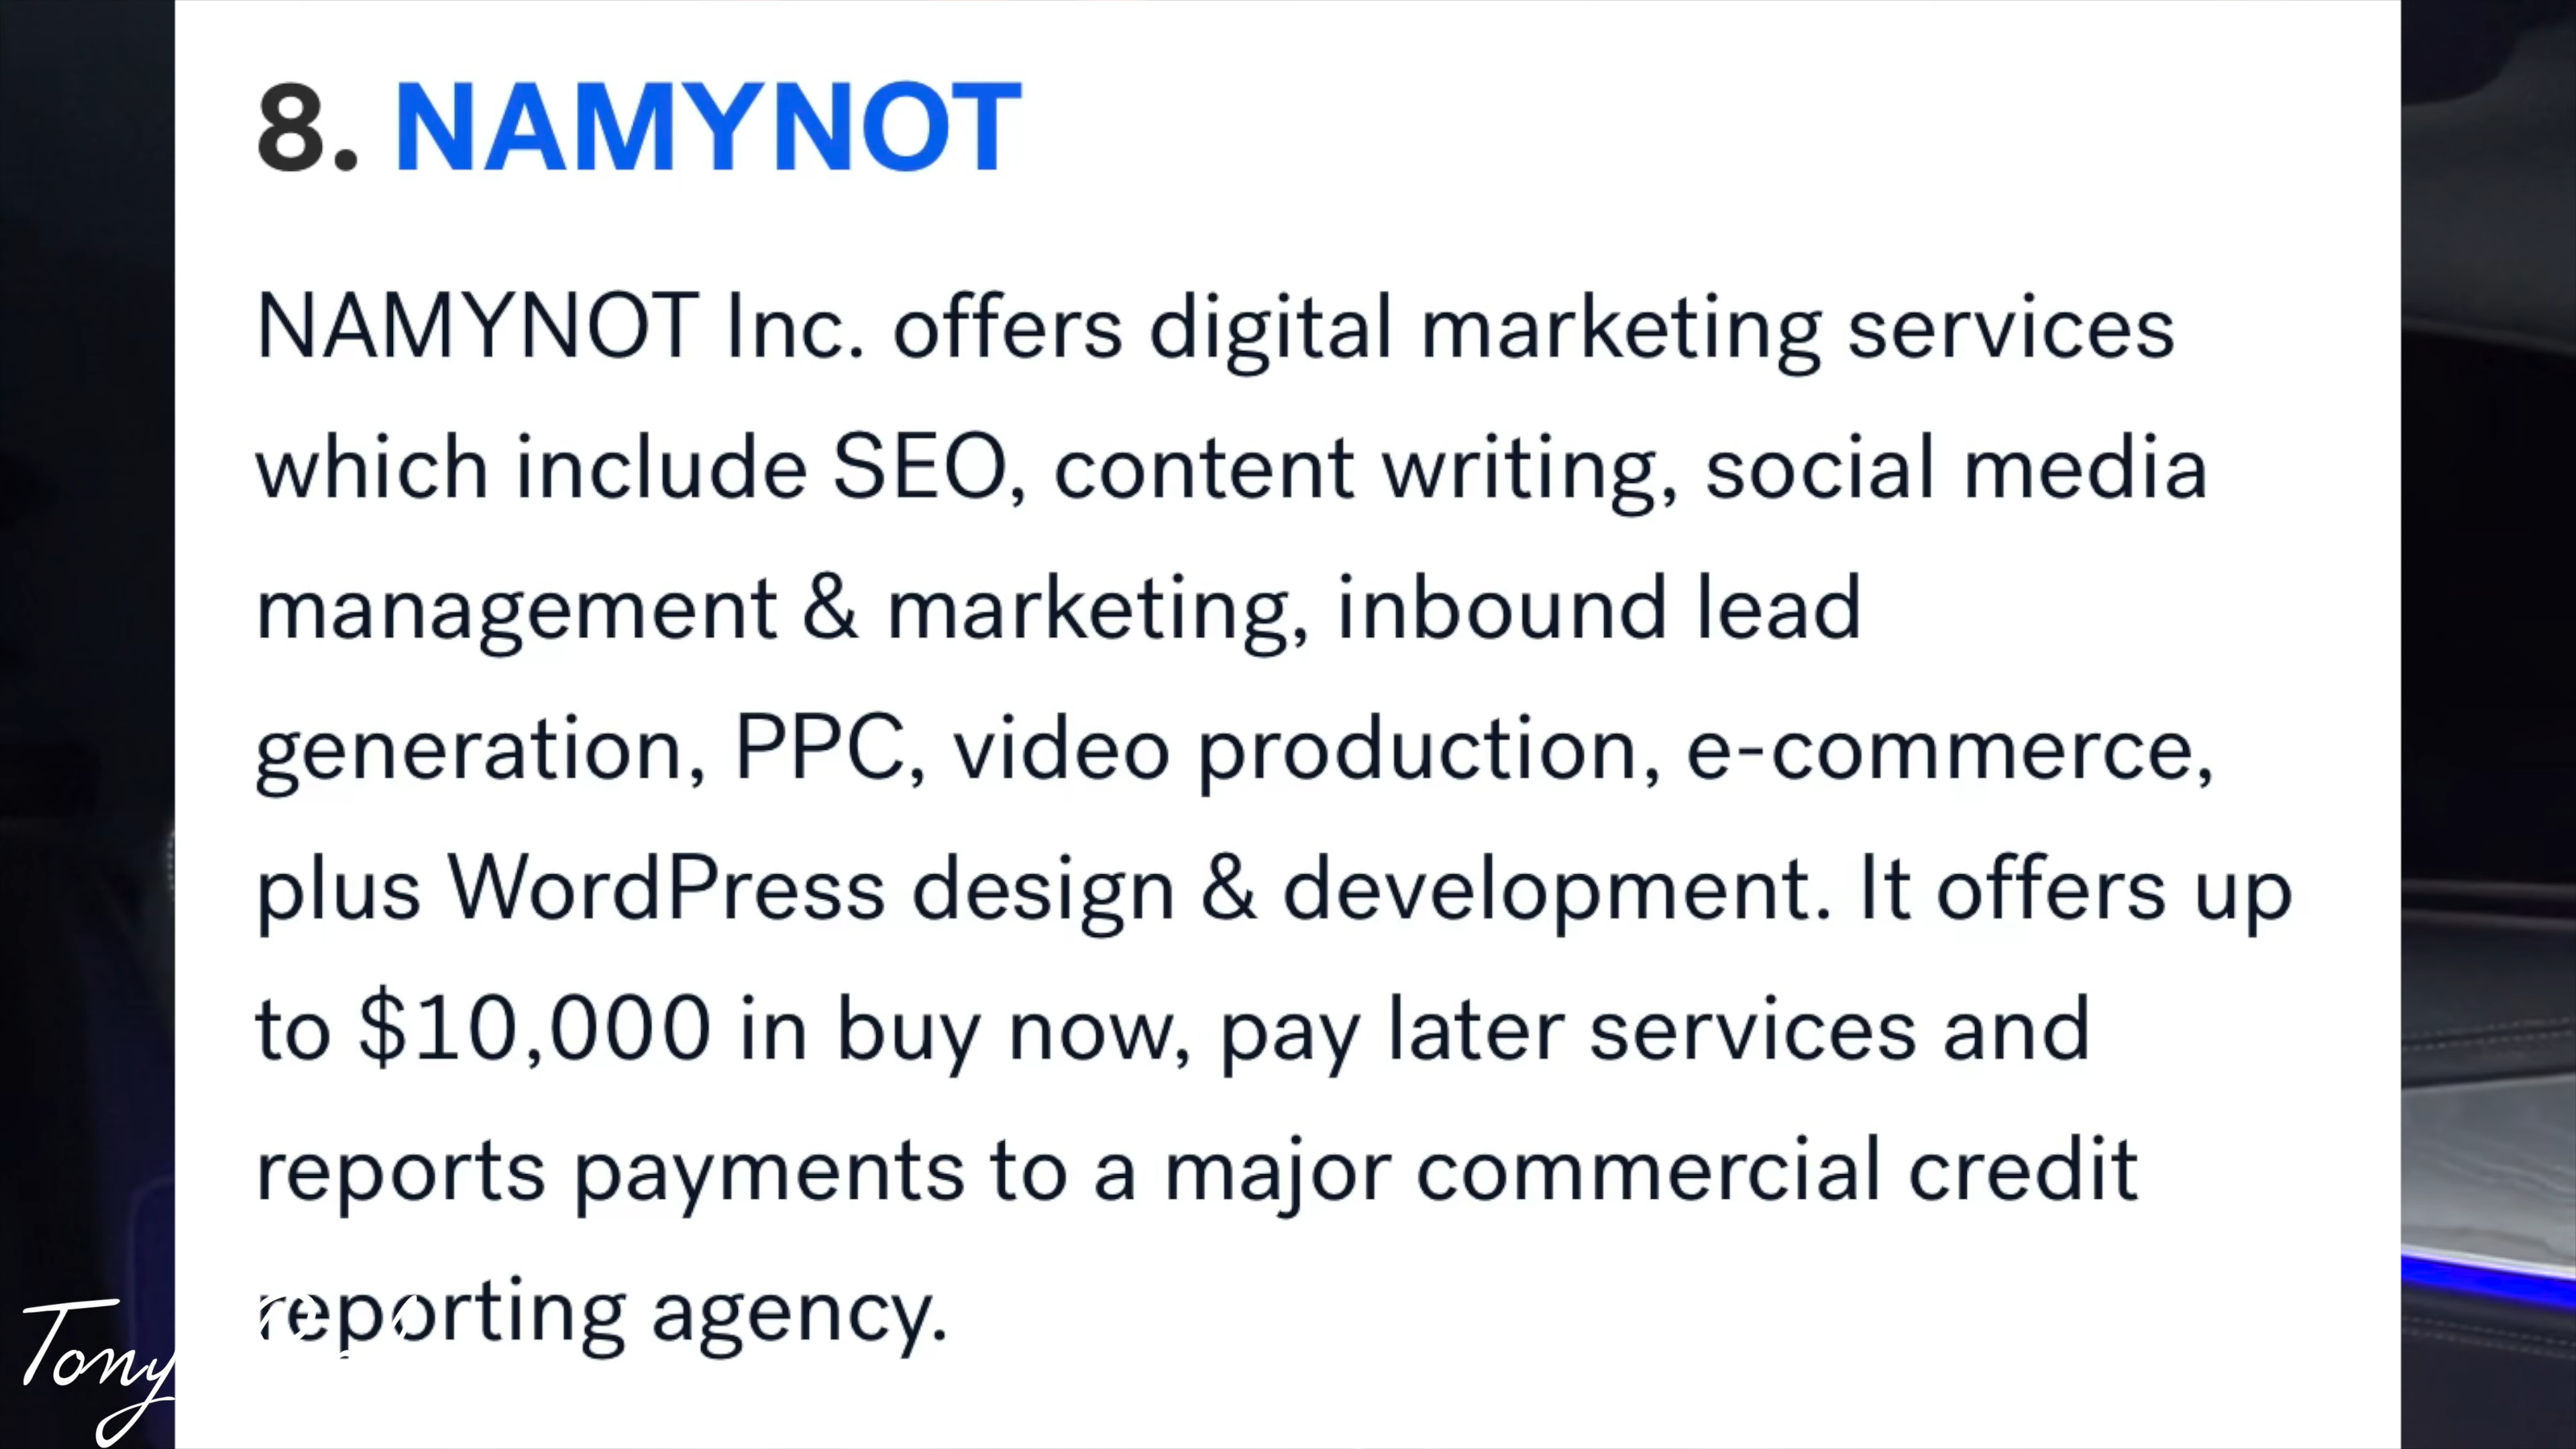 8. NAMYNOT
NAMYNOT Inc. offers digital marketing services
which include SEO, content writing, social media
management & marketing, inbound lead
generation, PPC, video production, e-commerce,
plus WordPress design & development. It offers up
to $10,000 in buy now, pay later services and
reports payments to a major commercial credit
reporting agency.
Tony